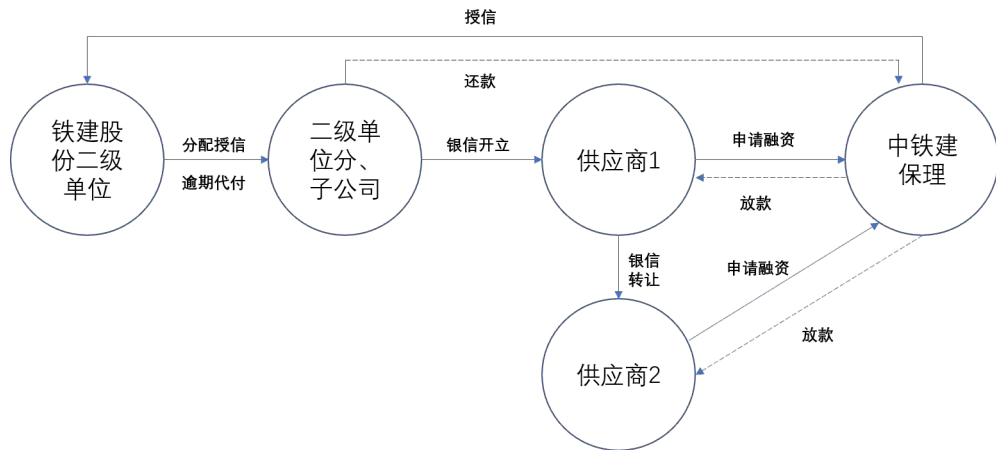 授信
还款
铁建股
份二级
单位
分配授信
逾期代付
二级单
位分、
子公司
银信开立
供应商1
申请融资
放款
中铁建
保理
银信
转让
申请融资
放款
供应商2